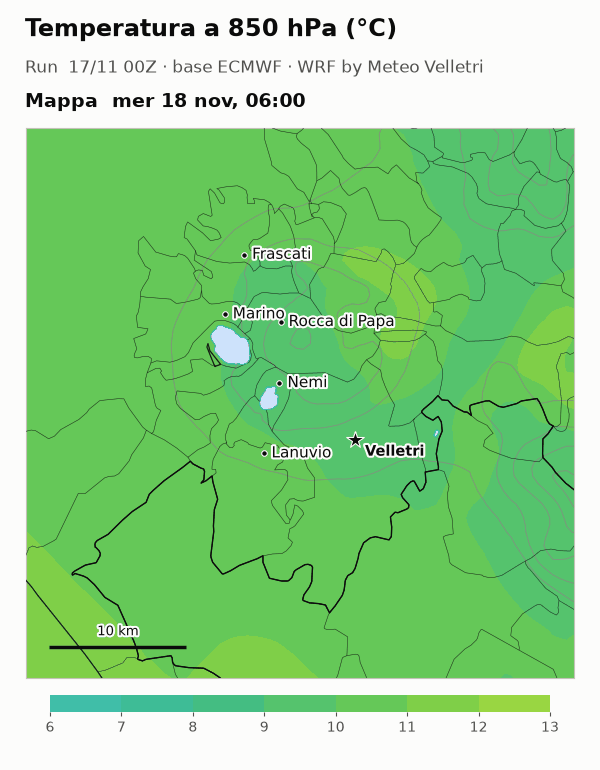 Temperatura a 850 hPa (°C)
Run  17/11 00Z · base ECMWF · WRF by Meteo Velletri
Mappa  mer 18 nov, 06:00
Frascati
Marino
Rocca di Papa
Nemi
Velletri
Lanuvio
10 km
6 7 8 9 10 11 12 13